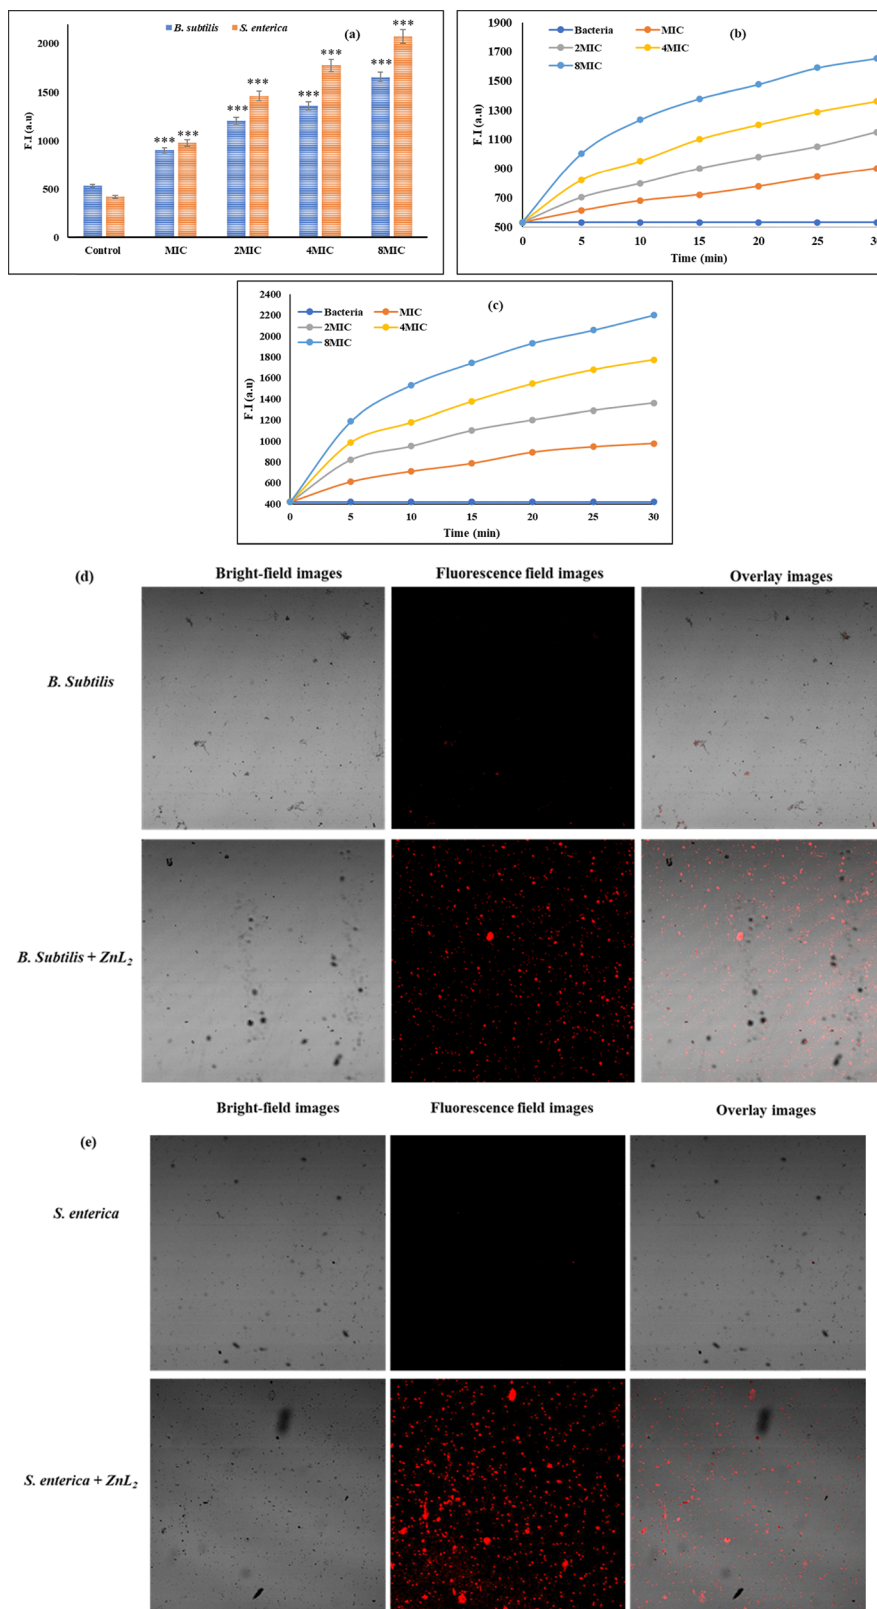 (a)
B. subtilis S. enterica
F.I (a.u)
2000
1500
1000
500
0
*** *** *** *** *** *** *** ***
Control MIC 2MIC 4MIC 8MIC
(b)
Bacteria MIC
2MIC 4MIC
8MIC
F.I (a.u)
1900
1700
1500
1300
1100
900
700
500
0 5 10 15 20 25 30
Time (min)
(c)
Bacteria MIC
2MIC 4MIC
8MIC
F.I (a.u)
2400
2200
2000
1800
1600
1400
1200
1000
800
600
400
0 5 10 15 20 25 30
Time (min)
(d)
Bright-field images Fluorescence field images Overlay images
B. Subtilis
B. Subtilis + ZnL₂
Bright-field images Fluorescence field images Overlay images
(e)
S. enterica
S. enterica + ZnL₂